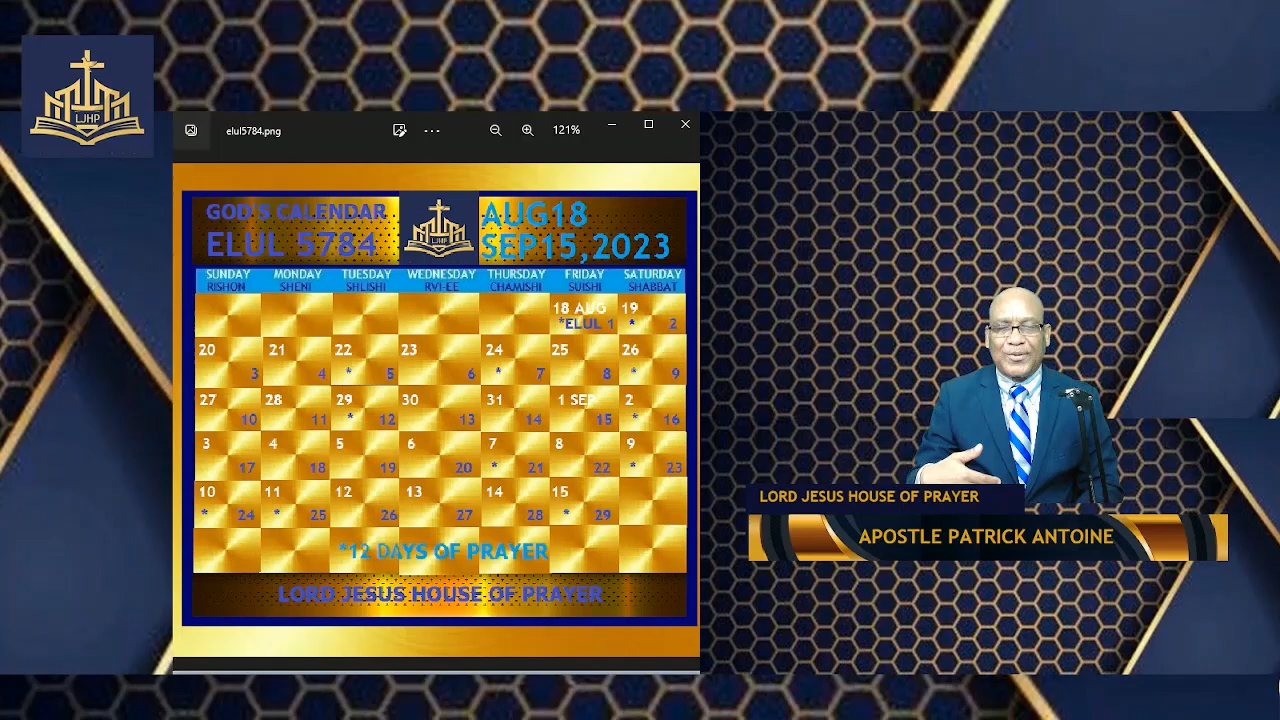 LJHP
elul5784.png
121%
GOD'S CALENDAR
ELUL 5784
LJHP
AUG18
SEP15,2023
SUNDAY MONDAY TUESDAY WEDNESDAY THURSDAY FRIDAY SATURDAY
RISHON SHENI SHLISHI RVI-EE CHAMISHI SUISHI SHABBAT
18 AUG 19
*ELUL 1 * 2
20 21 22 23 24 25 26
3 4 * 5 6 * 7 8 * 9
27 28 29 30 31 1 SEP 2
10 11 * 12 13 14 15 * 16
3 4 5 6 7 8 9
17 18 19 20 * 21 22 * 23
10 11 12 13 14 15
* 24 * 25 26 27 28 * 29
*12 DAYS OF PRAYER
LORD JESUS HOUSE OF PRAYER
LORD JESUS HOUSE OF PRAYER
APOSTLE PATRICK ANTOINE